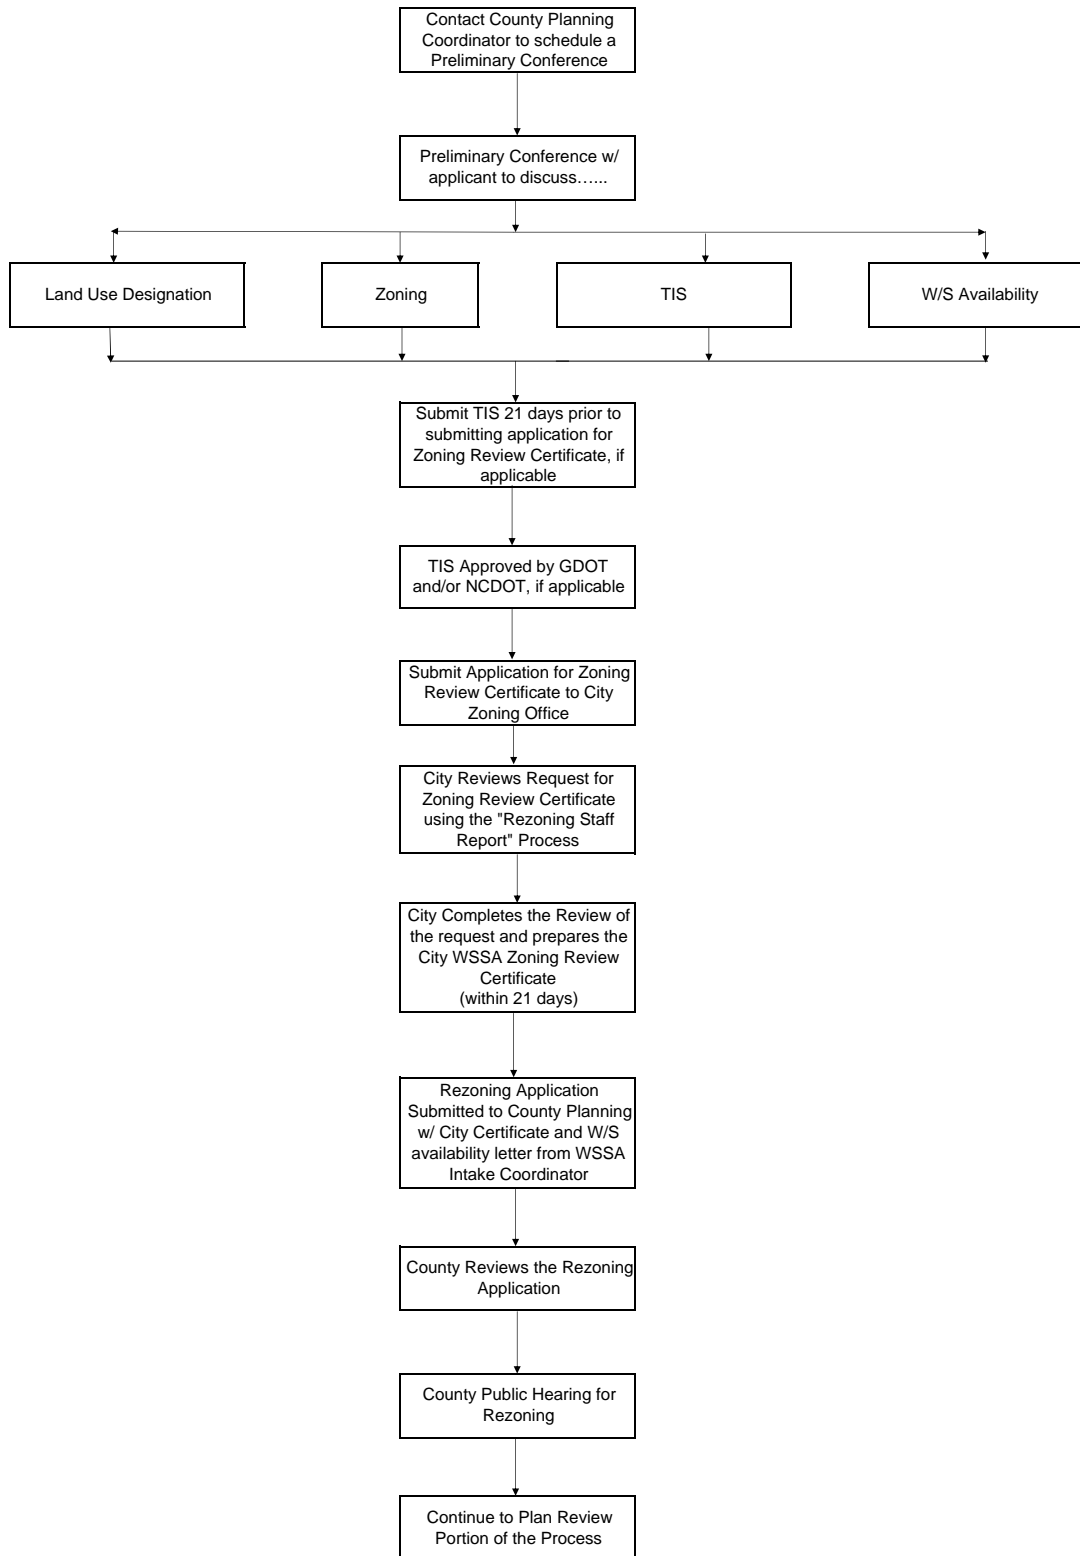 Contact County Planning
Coordinator to schedule a
Preliminary Conference
Preliminary Conference w/
applicant to discuss…...
Land Use Designation
Zoning
TIS
W/S Availability
Submit TIS 21 days prior to
submitting application for
Zoning Review Certificate, if
applicable
TIS Approved by GDOT
and/or NCDOT, if applicable
Submit Application for Zoning
Review Certificate to City
Zoning Office
City Reviews Request for
Zoning Review Certificate
using the "Rezoning Staff
Report" Process
City Completes the Review of
the request and prepares the
City WSSA Zoning Review
Certificate
(within 21 days)
Rezoning Application
Submitted to County Planning
w/ City Certificate and W/S
availability letter from WSSA
Intake Coordinator
County Reviews the Rezoning
Application
County Public Hearing for
Rezoning
Continue to Plan Review
Portion of the Process